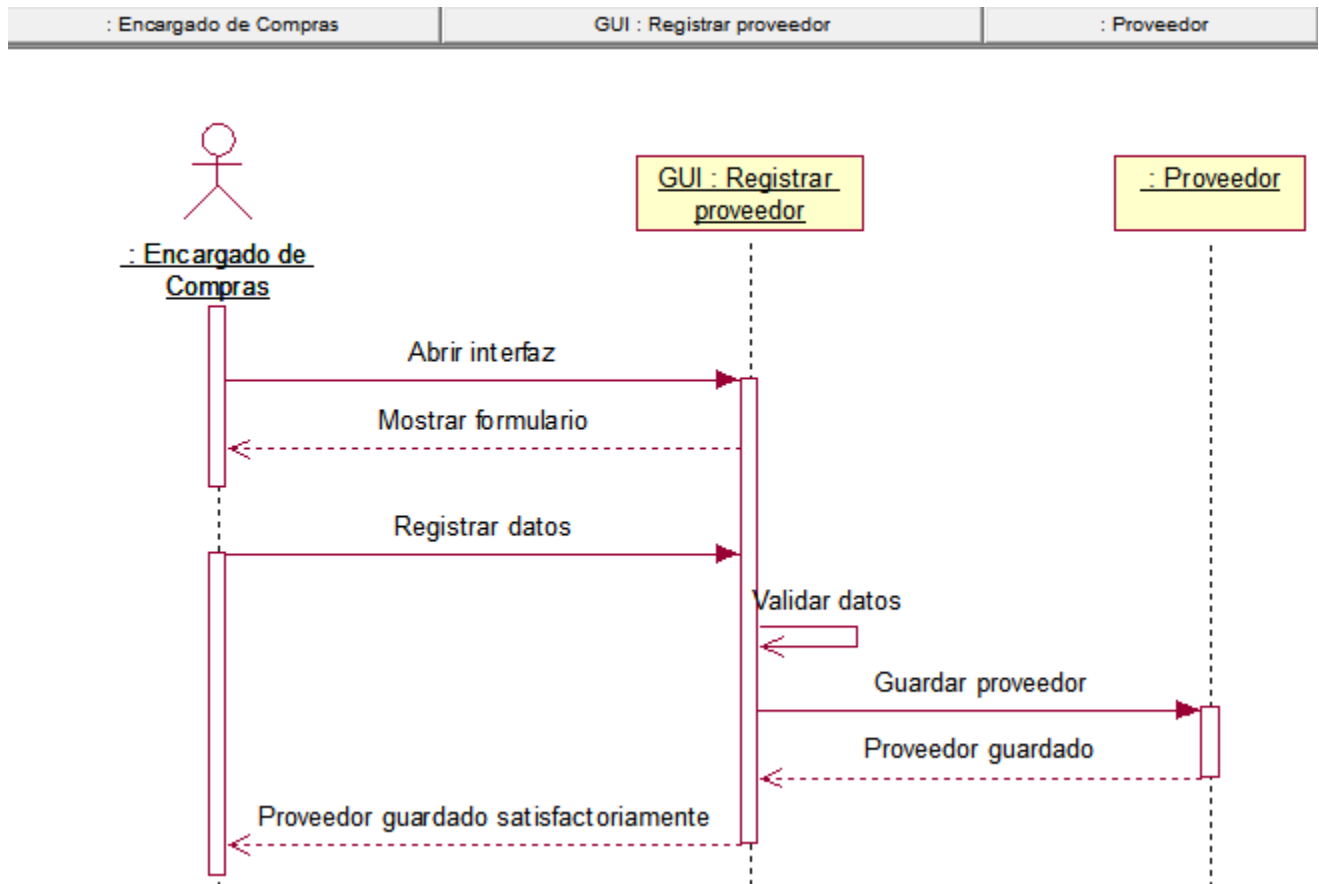 : Encargado de Compras
GUI : Registrar proveedor
: Proveedor
GUI : Registrar
proveedor
: Proveedor
: Encargado de
Compras
Abrir interfaz
Mostrar formulario
Registrar datos
Validar datos
Guardar proveedor
Proveedor guardado
Proveedor guardado satisfactoriamente